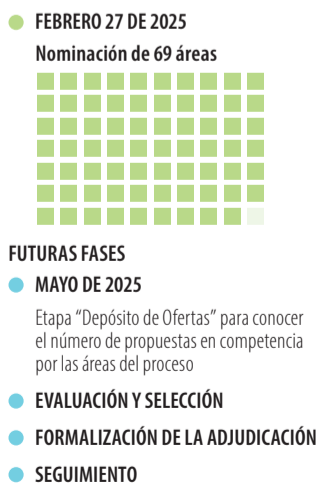 FEBRERO 27 DE 2025
Nominación de 69 áreas
FUTURAS FASES
MAYO DE 2025
Etapa “Depósito de Ofertas” para conocer
el número de propuestas en competencia
por las áreas del proceso
EVALUACIÓN Y SELECCIÓN
FORMALIZACIÓN DE LA ADJUDICACIÓN
SEGUIMIENTO